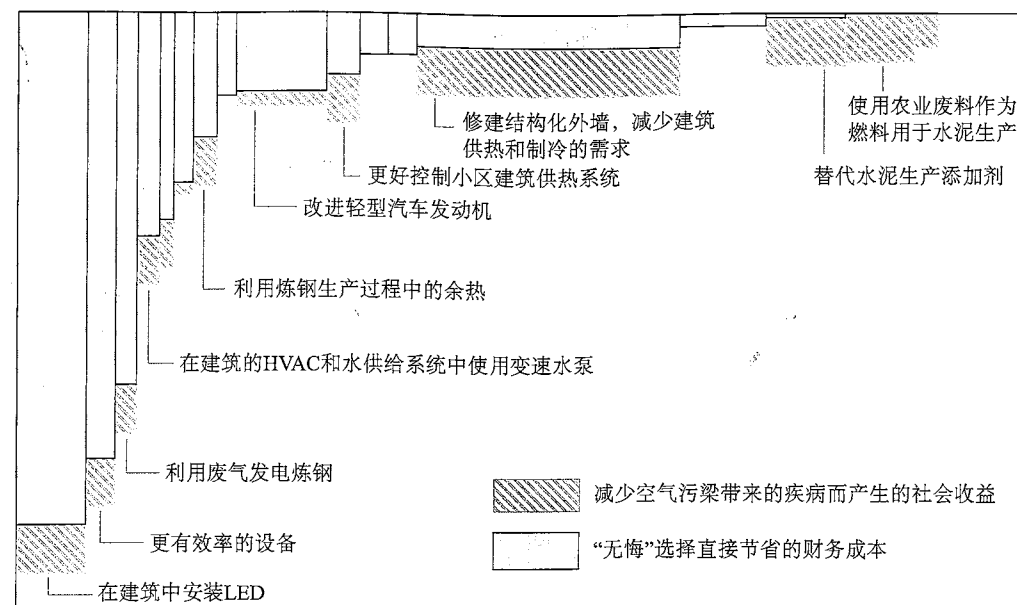 使用农业废料作为
燃料用于水泥生产
修建结构化外墙，减少建筑
供热和制冷的需求
替代水泥生产添加剂
更好控制小区建筑供热系统
改进轻型汽车发动机
利用炼钢生产过程中的余热
在建筑的HVAC和水供给系统中使用变速水泵
利用废气发电炼钢
减少空气污梁带来的疾病而产生的社会收益
更有效率的设备
“无悔”选择直接节省的财务成本
在建筑中安装LED